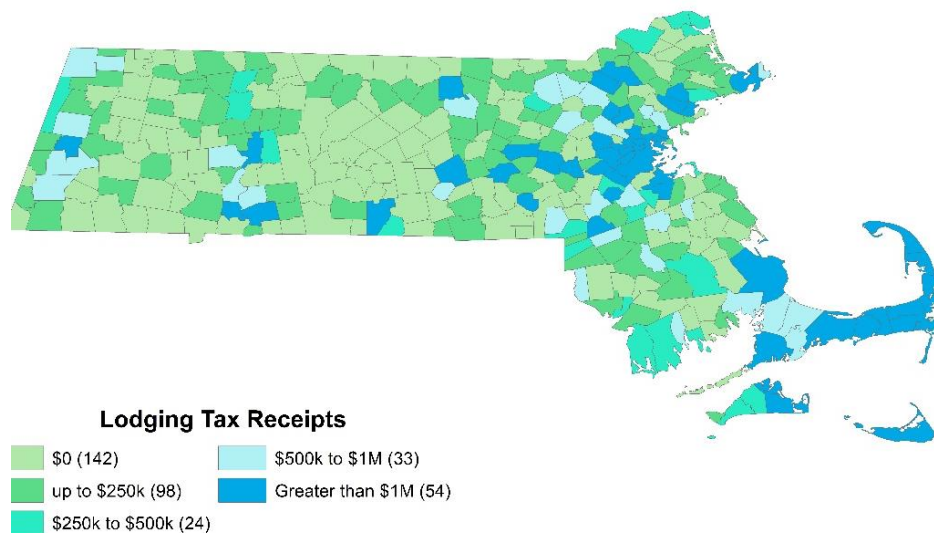 Lodging Tax Receipts
$0 (142)
up to $250k (98)
$250k to $500k (24)
$500k to $1M (33)
Greater than $1M (54)